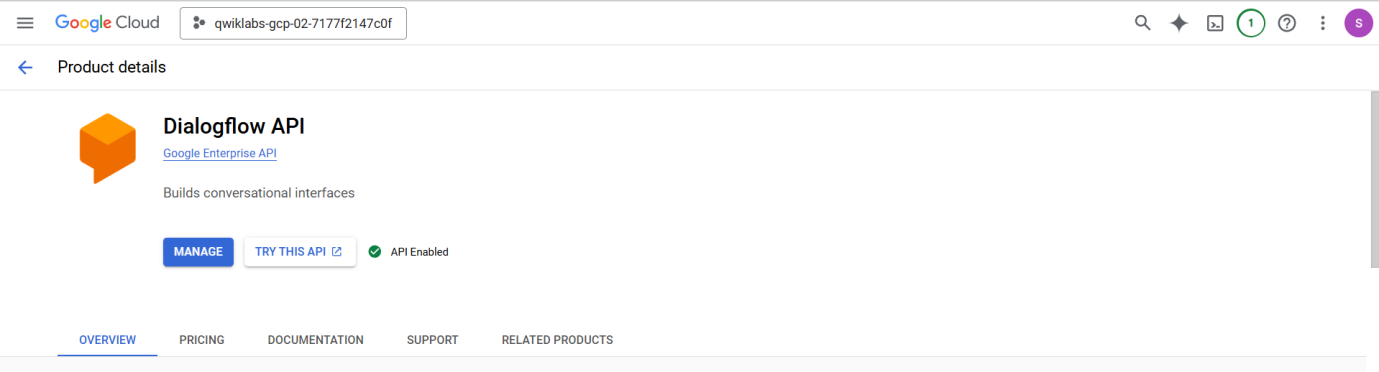 Google Cloud
qwiklabs-gcp-02-7177f2147c0f
1
S
Product details
Dialogflow API
Google Enterprise API
Builds conversational interfaces
MANAGE
TRY THIS API
API Enabled
OVERVIEW
PRICING
DOCUMENTATION
SUPPORT
RELATED PRODUCTS